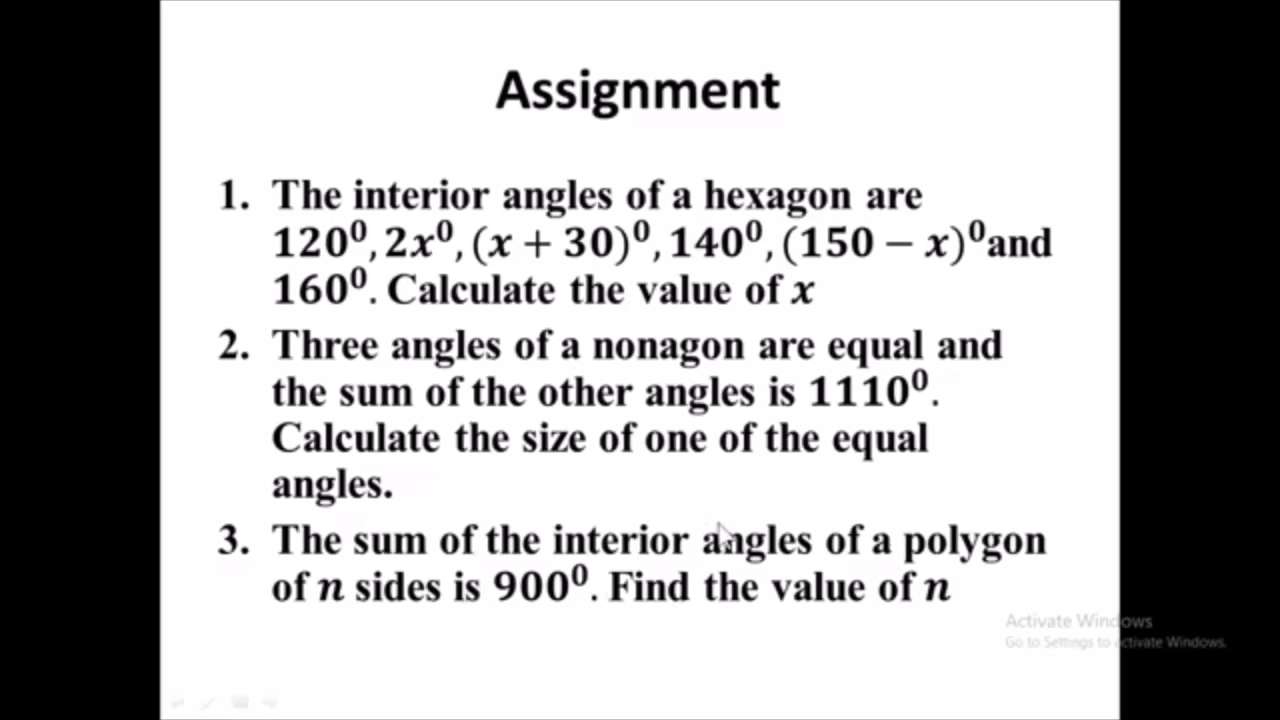 Assignment
1. The interior angles of a hexagon are
120⁰, 2x⁰, (x + 30)⁰, 140⁰, (150 − x)⁰and
160⁰. Calculate the value of x
2. Three angles of a nonagon are equal and
the sum of the other angles is 1110⁰.
Calculate the size of one of the equal
angles.
3. The sum of the interior angles of a polygon
of n sides is 900⁰. Find the value of n
Activate Windows
Go to Settings to activate Windows.